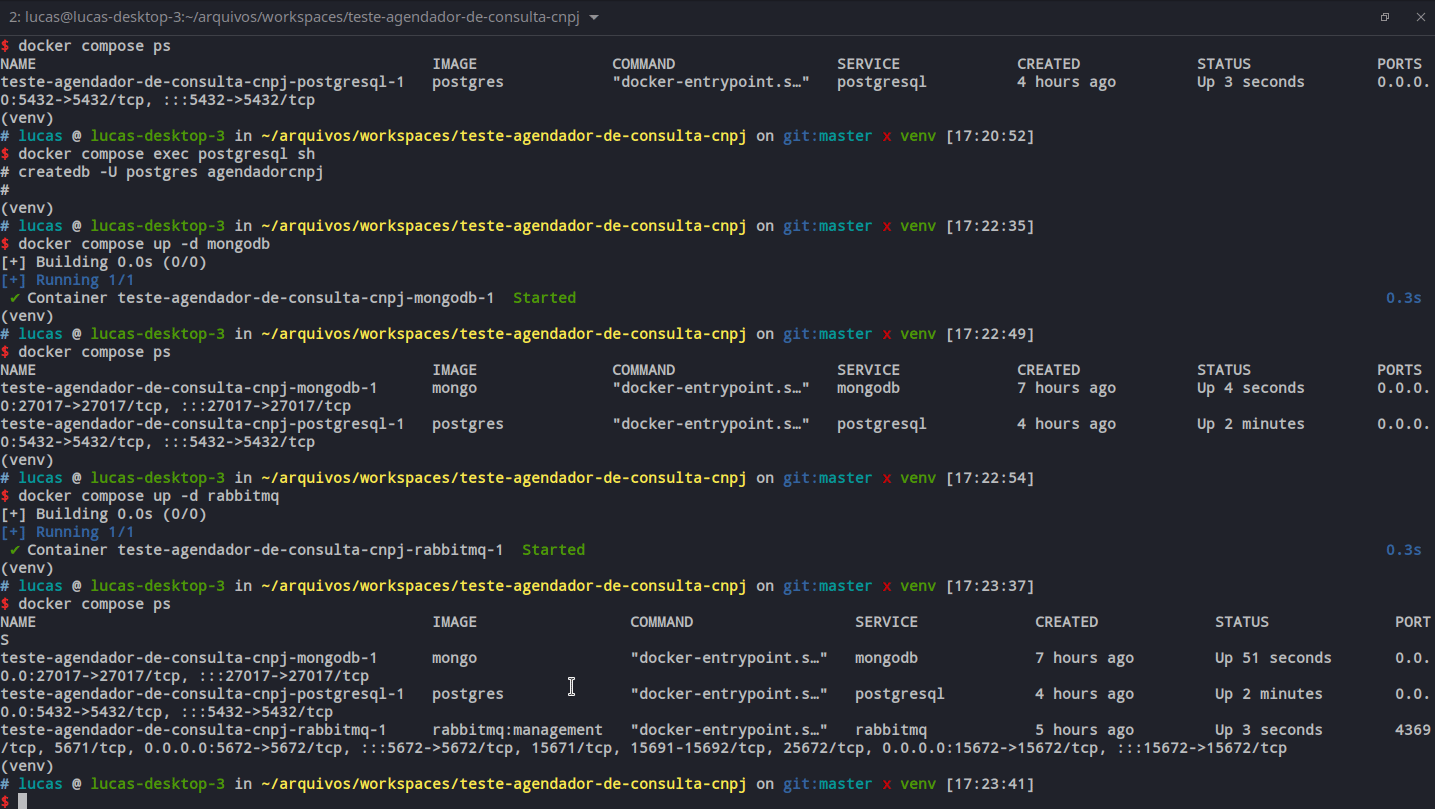 2: lucas@lucas-desktop-3:~/arquivos/workspaces/teste-agendador-de-consulta-cnpj
$ docker compose ps
NAME IMAGE COMMAND SERVICE CREATED STATUS PORTS
teste-agendador-de-consulta-cnpj-postgresql-1 postgres "docker-entrypoint.s…" postgresql 4 hours ago Up 3 seconds 0.0.0.
0:5432->5432/tcp, :::5432->5432/tcp
(venv)
# lucas @ lucas-desktop-3 in ~/arquivos/workspaces/teste-agendador-de-consulta-cnpj on git:master x venv [17:20:52]
$ docker compose exec postgresql sh
# createdb -U postgres agendadorcnpj
#
(venv)
# lucas @ lucas-desktop-3 in ~/arquivos/workspaces/teste-agendador-de-consulta-cnpj on git:master x venv [17:22:35]
$ docker compose up -d mongodb
[+] Building 0.0s (0/0)
[+] Running 1/1
✔ Container teste-agendador-de-consulta-cnpj-mongodb-1 Started 0.3s
(venv)
# lucas @ lucas-desktop-3 in ~/arquivos/workspaces/teste-agendador-de-consulta-cnpj on git:master x venv [17:22:49]
$ docker compose ps
NAME IMAGE COMMAND SERVICE CREATED STATUS PORTS
teste-agendador-de-consulta-cnpj-mongodb-1 mongo "docker-entrypoint.s…" mongodb 7 hours ago Up 4 seconds 0.0.0.
0:27017->27017/tcp, :::27017->27017/tcp
teste-agendador-de-consulta-cnpj-postgresql-1 postgres "docker-entrypoint.s…" postgresql 4 hours ago Up 2 minutes 0.0.0.
0:5432->5432/tcp, :::5432->5432/tcp
(venv)
# lucas @ lucas-desktop-3 in ~/arquivos/workspaces/teste-agendador-de-consulta-cnpj on git:master x venv [17:22:54]
$ docker compose up -d rabbitmq
[+] Building 0.0s (0/0)
[+] Running 1/1
✔ Container teste-agendador-de-consulta-cnpj-rabbitmq-1 Started 0.3s
(venv)
# lucas @ lucas-desktop-3 in ~/arquivos/workspaces/teste-agendador-de-consulta-cnpj on git:master x venv [17:23:37]
$ docker compose ps
NAME IMAGE COMMAND SERVICE CREATED STATUS PORT
S
teste-agendador-de-consulta-cnpj-mongodb-1 mongo "docker-entrypoint.s…" mongodb 7 hours ago Up 51 seconds 0.0.
0.0:27017->27017/tcp, :::27017->27017/tcp
teste-agendador-de-consulta-cnpj-postgresql-1 postgres "docker-entrypoint.s…" postgresql 4 hours ago Up 2 minutes 0.0.
0.0:5432->5432/tcp, :::5432->5432/tcp
teste-agendador-de-consulta-cnpj-rabbitmq-1 rabbitmq:management "docker-entrypoint.s…" rabbitmq 5 hours ago Up 3 seconds 4369
/tcp, 5671/tcp, 0.0.0.0:5672->5672/tcp, :::5672->5672/tcp, 15671/tcp, 15691-15692/tcp, 25672/tcp, 0.0.0.0:15672->15672/tcp, :::15672->15672/tcp
(venv)
# lucas @ lucas-desktop-3 in ~/arquivos/workspaces/teste-agendador-de-consulta-cnpj on git:master x venv [17:23:41]
$